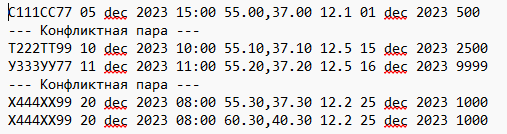 С111СС77 05 dec 2023 15:00 55.00,37.00 12.1 01 dec 2023 500
--- Конфликтная пара ---
Т222ТТ99 10 dec 2023 10:00 55.10,37.10 12.5 15 dec 2023 2500
У333УУ77 11 dec 2023 11:00 55.20,37.20 12.5 16 dec 2023 9999
--- Конфликтная пара ---
Х444ХХ99 20 dec 2023 08:00 55.30,37.30 12.2 25 dec 2023 1000
Х444ХХ99 20 dec 2023 08:00 60.30,40.30 12.2 25 dec 2023 1000